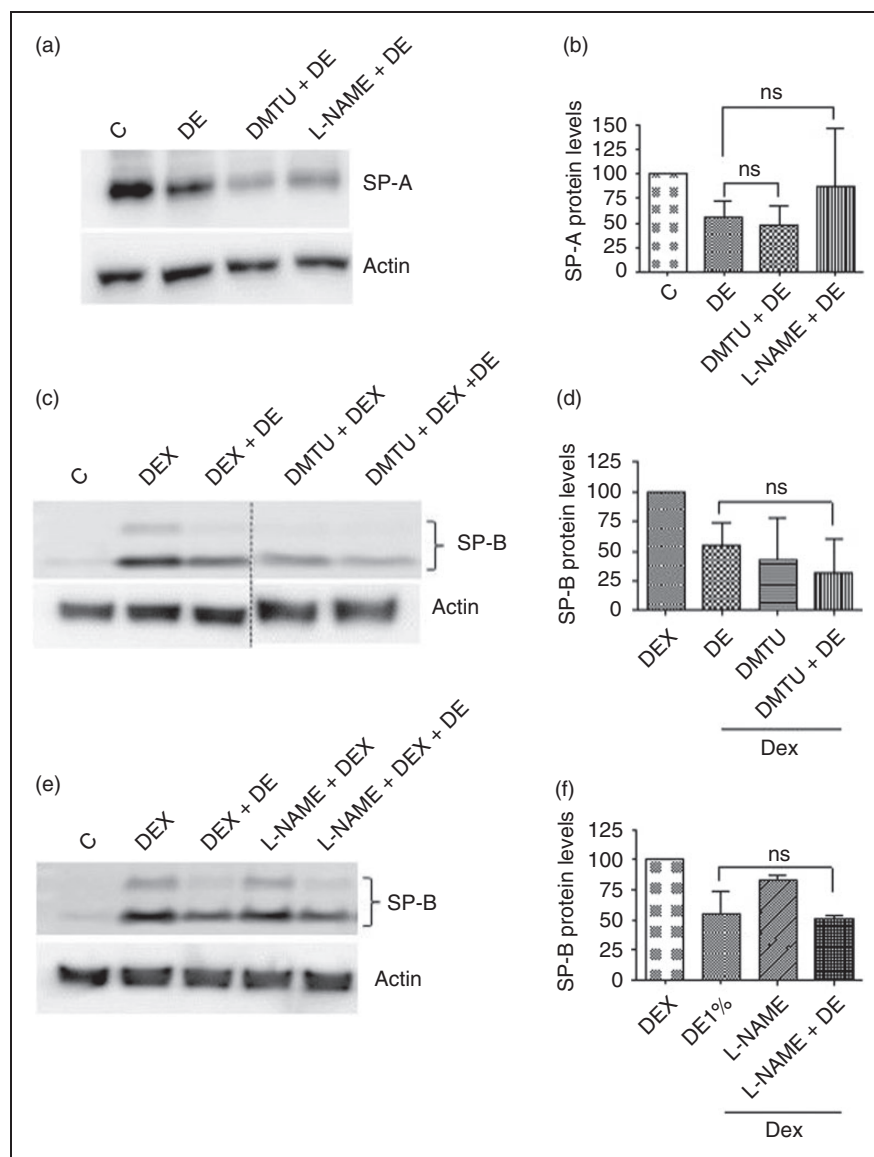 (a)
C
DE
DMTU + DE
L-NAME + DE
SP-A
Actin
(b)
ns
ns
SP-A protein levels
150
125
100
75
50
25
0
C
DE
DMTU + DE
L-NAME + DE
(c)
C
DEX
DEX + DE
DMTU + DEX
DMTU + DEX +DE
SP-B
Actin
(d)
ns
SP-B protein levels
125
100
75
50
25
0
DEX
DE
DMTU
DMTU + DE
Dex
(e)
C
DEX
DEX + DE
L-NAME + DEX
L-NAME + DEX + DE
SP-B
Actin
(f)
ns
SP-B protein levels
125
100
75
50
25
0
DEX
DE1%
L-NAME
L-NAME + DE
Dex